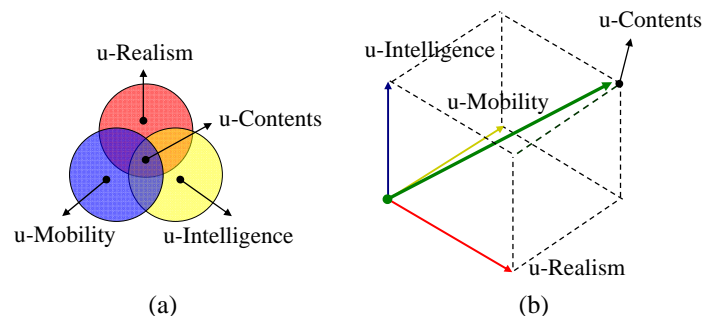 u-Realism
u-Contents
u-Mobility
u-Intelligence
(a)
u-Contents
u-Intelligence
u-Mobility
u-Realism
(b)